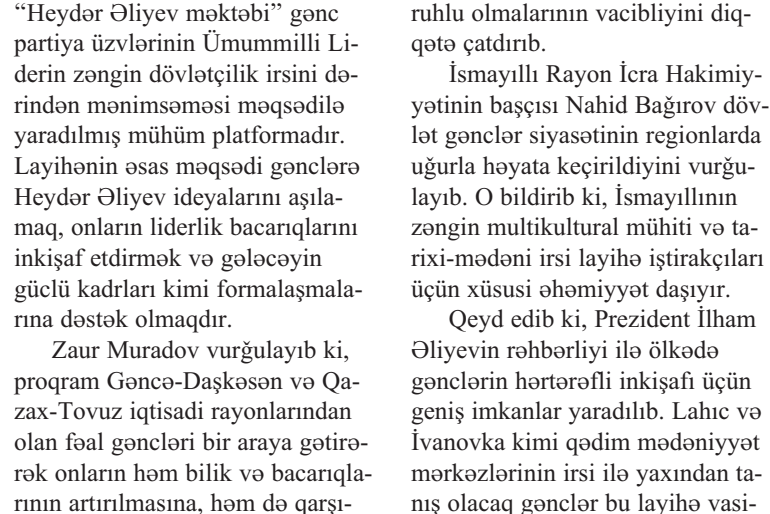 “Heydər Əliyev məktəbi” gənc
partiya üzvlərinin Ümummilli Li-
derin zəngin dövlətçilik irsini də-
rindən mənimsəməsi məqsədilə
yaradılmış mühüm platformadır.
Layihənin əsas məqsədi gənclərə
Heydər Əliyev ideyalarını aşıla-
maq, onların liderlik bacarıqlarını
inkişaf etdirmək və gələcəyin
güclü kadrları kimi formalaşmala-
rına dəstək olmaqdır.
Zaur Muradov vurğulayıb ki,
proqram Gəncə-Daşkəsən və Qa-
zax-Tovuz iqtisadi rayonlarından
olan fəal gəncləri bir araya gətirə-
rək onların həm bilik və bacarıqla-
rının artırılmasına, həm də qarşı-
ruhlu olmalarının vacibliyini diq-
qətə çatdırıb.
İsmayıllı Rayon İcra Hakimiy-
yətinin başçısı Nahid Bağırov döv-
lət gənclər siyasətinin regionlarda
uğurla həyata keçirildiyini vurğu-
layıb. O bildirib ki, İsmayıllının
zəngin multikultural mühiti və ta-
rixi-mədəni irsi layihə iştirakçıları
üçün xüsusi əhəmiyyət daşıyır.
Qeyd edib ki, Prezident İlham
Əliyevin rəhbərliyi ilə ölkədə
gənclərin hərtərəfli inkişafı üçün
geniş imkanlar yaradılıb. Lahıc və
İvanovka kimi qədim mədəniyyət
mərkəzlərinin irsi ilə yaxından ta-
nış olacaq gənclər bu layihə vasi-